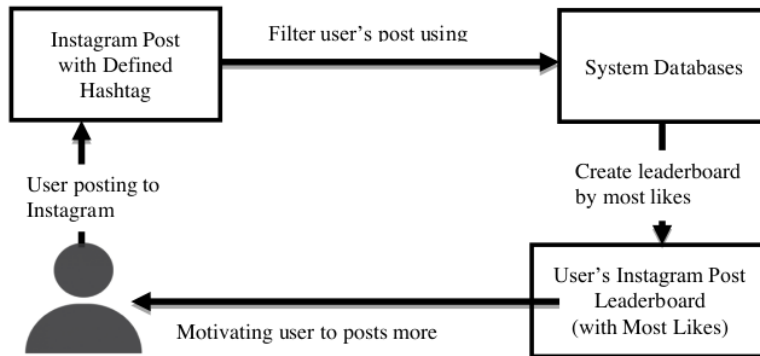 Instagram Post
with Defined
Hashtag
Filter user's post using
System Databases
User posting to
Instagram
Create leaderboard
by most likes
User's Instagram Post
Leaderboard
(with Most Likes)
Motivating user to posts more